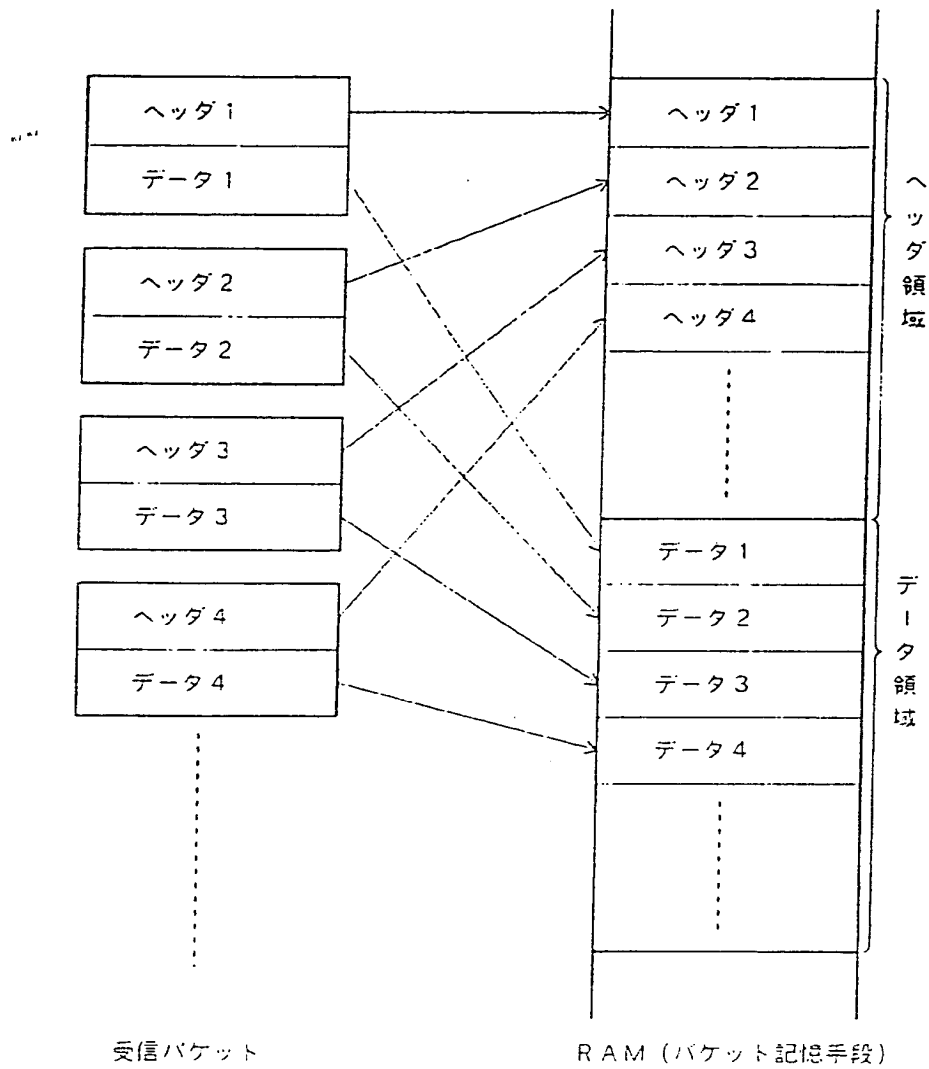 ヘッダ1
データ1
ヘッダ2
データ2
ヘッダ3
データ3
ヘッダ4
データ4
受信パケット
ヘッダ1
ヘッダ2
ヘッダ3
ヘッダ4
データ1
データ2
データ3
データ4
ヘッダ領域
データ領域
RAM(パケット記憶手段)